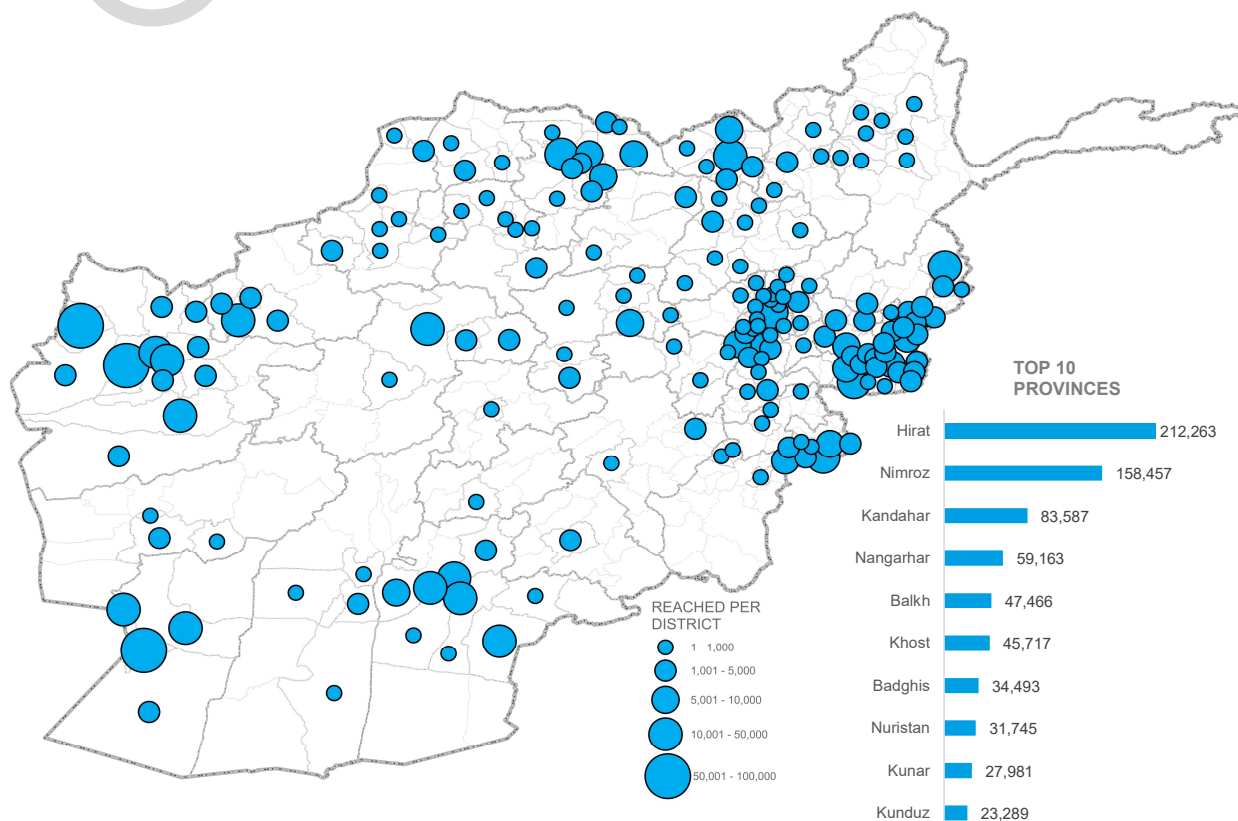 TOP 10
PROVINCES
Hirat 212,263
Nimroz 158,457
Kandahar 83,587
Nangarhar 59,163
Balkh 47,466
Khost 45,717
Badghis 34,493
Nuristan 31,745
Kunar 27,981
Kunduz 23,289
REACHED PER
DISTRICT
1 1,000
1,001 - 5,000
5,001 - 10,000
10,001 - 50,000
50,001 - 100,000